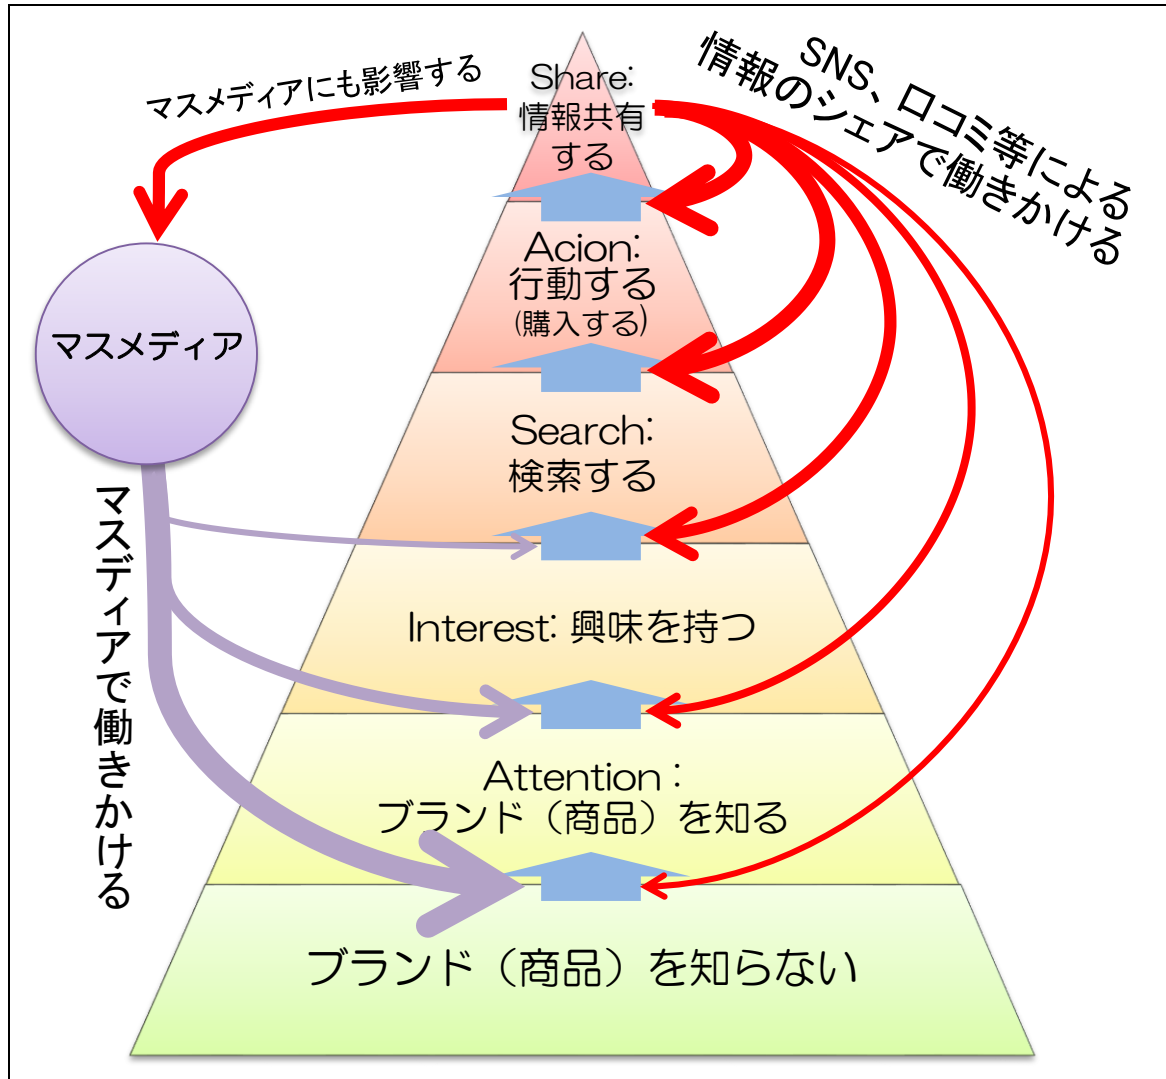 マスメディアにも影響する
SNS、口コミ等による
情報のシェアで働きかける
Share:
情報共有
する
Acion:
行動する
(購入する)
マスメディア
Search:
検索する
マスディアで働きかける
Interest: 興味を持つ
Attention :
ブランド（商品）を知る
ブランド（商品）を知らない